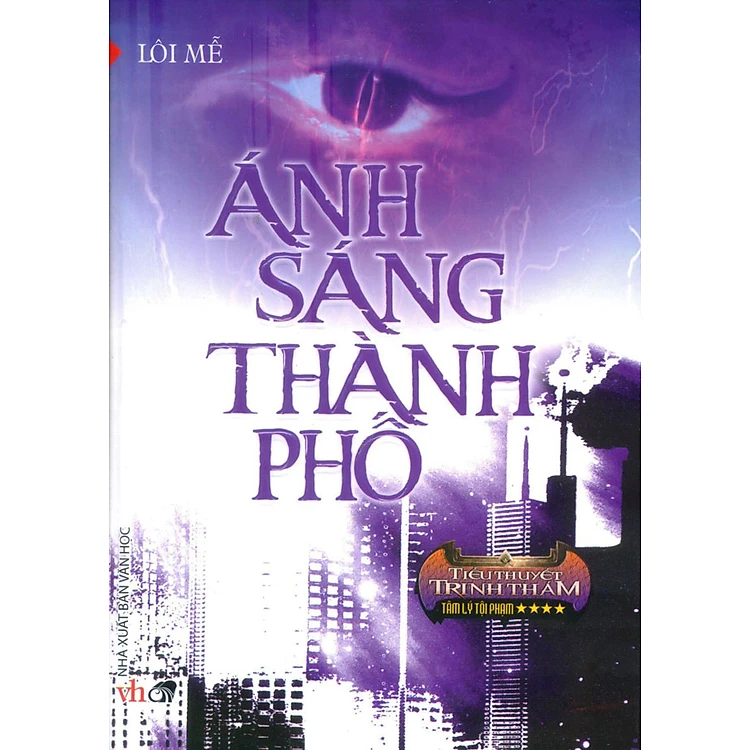 LÔI MỄ
ÁNH
SÁNG
THÀNH
PHỐ
TIỂU THUYẾT
TRINH THÁM
TÂM LÝ TỘI PHẠM ★★★★
NHÀ XUẤT BẢN VĂN HỌC
vh